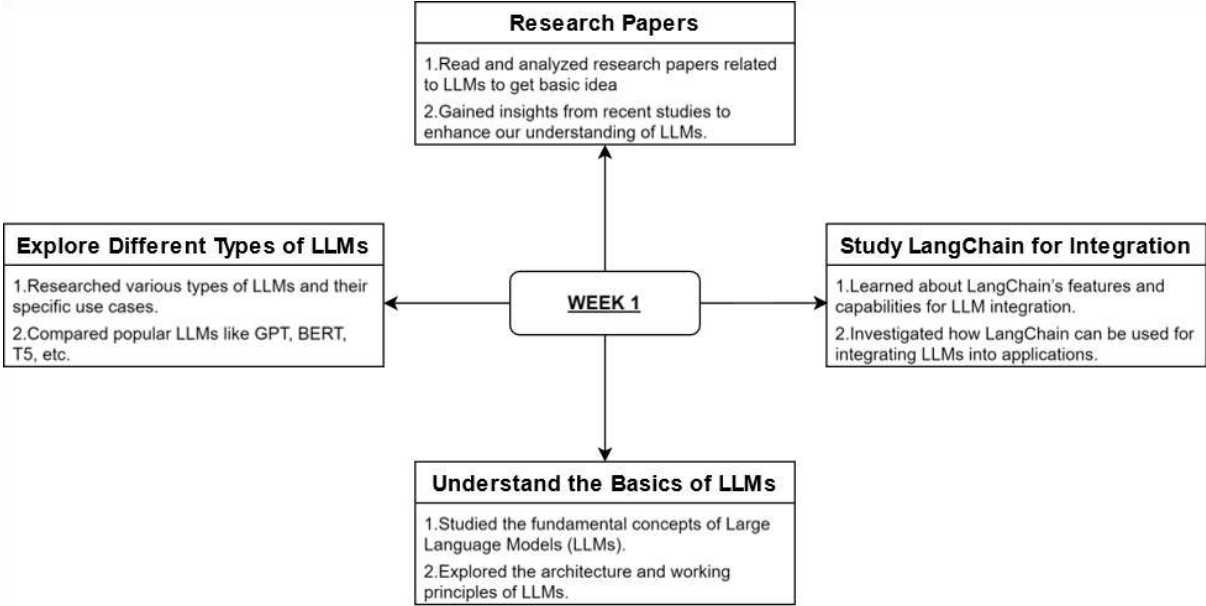 Research Papers
1.Read and analyzed research papers related
to LLMs to get basic idea
2.Gained insights from recent studies to
enhance our understanding of LLMs.
Explore Different Types of LLMs
1.Researched various types of LLMs and their
specific use cases.
2.Compared popular LLMs like GPT, BERT,
T5, etc.
WEEK 1
Study LangChain for Integration
1.Learned about LangChain’s features and
capabilities for LLM integration.
2.Investigated how LangChain can be used for
integrating LLMs into applications.
Understand the Basics of LLMs
1.Studied the fundamental concepts of Large
Language Models (LLMs).
2.Explored the architecture and working
principles of LLMs.